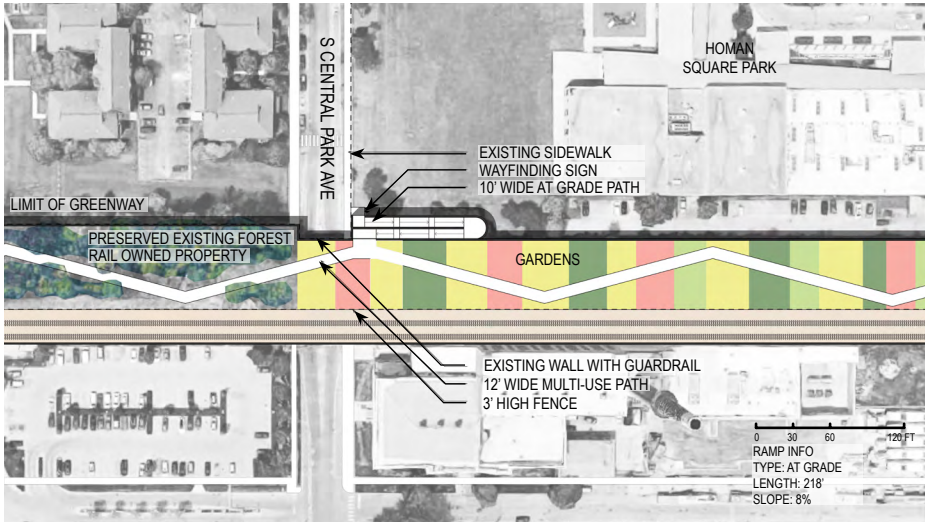 S CENTRAL PARK AVE
HOMAN
SQUARE PARK
EXISTING SIDEWALK
WAYFINDING SIGN
10' WIDE AT GRADE PATH
LIMIT OF GREENWAY
PRESERVED EXISTING FOREST
RAIL OWNED PROPERTY
GARDENS
EXISTING WALL WITH GUARDRAIL
12' WIDE MULTI-USE PATH
3' HIGH FENCE
0 30 60 120 FT
RAMP INFO
TYPE: AT GRADE
LENGTH: 218'
SLOPE: 8%